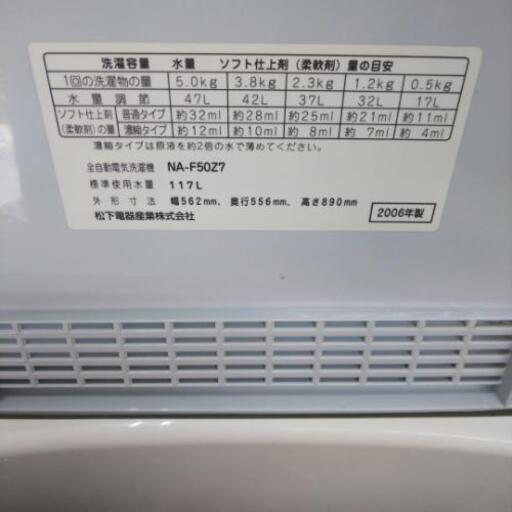 洗濯容量 水量 ソフト仕上剤(柔軟剤)量の目安
1回の洗濯物の量 5.0kg 3.8kg 2.3kg 1.2kg 0.5kg
水量調節 47L 42L 37L 32L 17L
ソフト仕上剤(柔軟剤)の量 普通タイプ 約32ml 約28ml 約25ml 約21ml 約11ml
濃縮タイプ 約12ml 約10ml 約8ml 約7ml 約4ml
濃縮タイプは原液を約2倍の水で薄めてください。
全自動電気洗濯機 NA-F50Z7
標準使用水量 117L
外形寸法 幅562mm、奥行556mm、高さ890mm
松下電器産業株式会社 2006年製